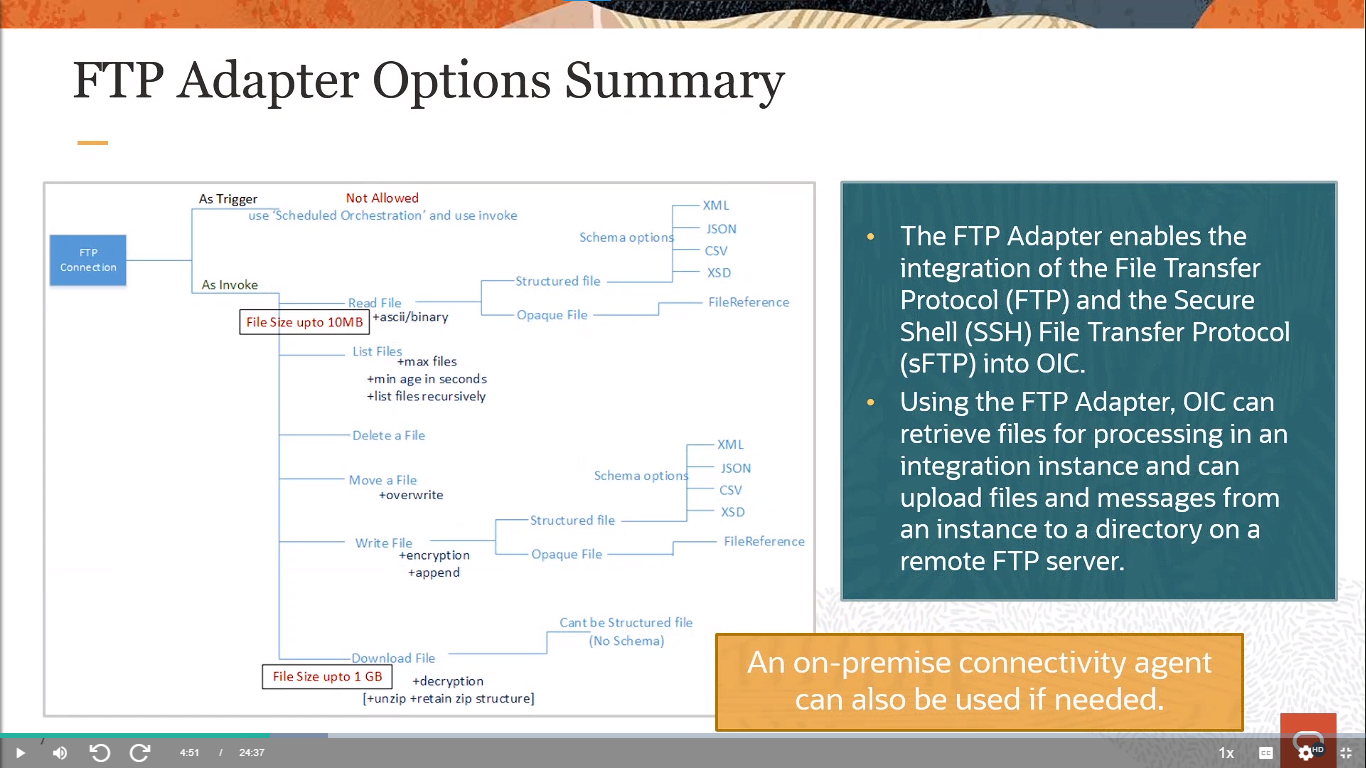 FTP Adapter Options Summary
As Trigger
Not Allowed
use ‘Scheduled Orchestration’ and use invoke
FTP
Connection
As Invoke
Read File
+ascii/binary
File Size upto 10MB
Structured file
Schema options
XML
JSON
CSV
XSD
Opaque File
FileReference
List Files
+max files
+min age in seconds
+list files recursively
Delete a File
Move a File
+overwrite
Write File
+encryption
+append
Structured file
Schema options
XML
JSON
CSV
XSD
Opaque File
FileReference
Download File
File Size upto 1 GB
+decryption
[+unzip +retain zip structure]
Cant be Structured file
(No Schema)
• The FTP Adapter enables the
integration of the File Transfer
Protocol (FTP) and the Secure
Shell (SSH) File Transfer Protocol
(sFTP) into OIC.
• Using the FTP Adapter, OIC can
retrieve files for processing in an
integration instance and can
upload files and messages from
an instance to a directory on a
remote FTP server.
An on-premise connectivity agent
can also be used if needed.
4:51 / 24:37
1x
CC
HD